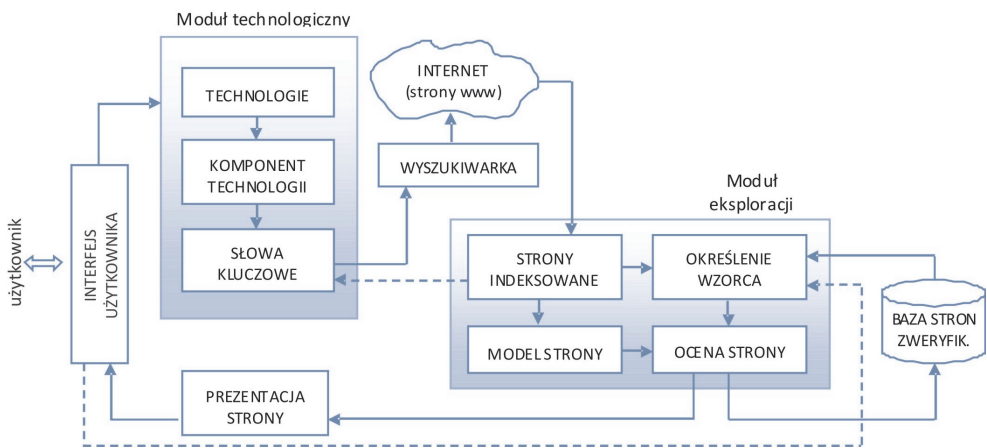 Moduł technologiczny
TECHNOLOGIE
KOMPONENT
TECHNOLOGII
SŁOWA
KLUCZOWE
INTERNET
(strony www)
WYSZUKIWARKA
Moduł
eksploracji
STRONY
INDEKSOWANE
OKREŚLENIE
WZORCA
MODEL STRONY
OCENA STRONY
BAZA STRON
ZWERYFIK.
użytkownik
INTERFEJS
UŻYTKOWNIKA
PREZENTACJA
STRONY